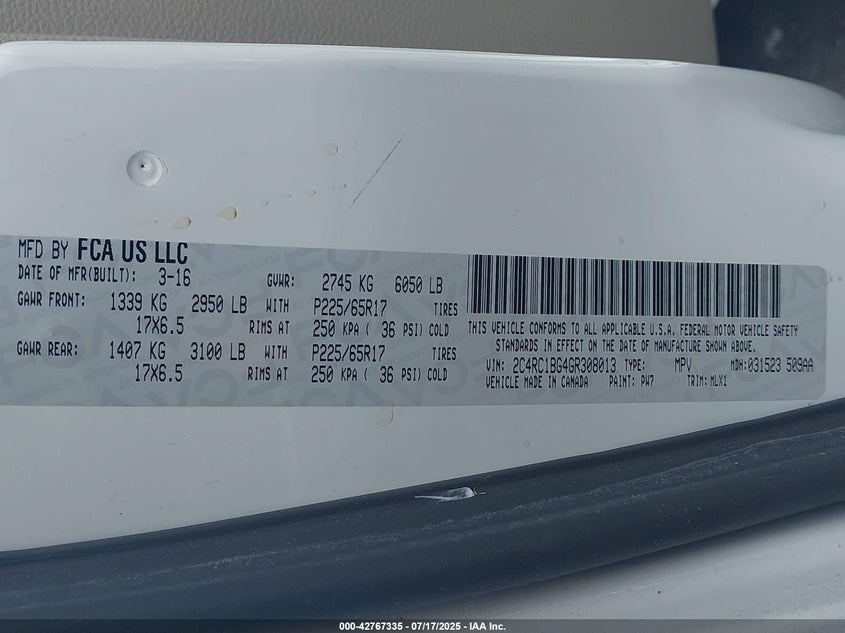 MFD BY FCA US LLC
DATE OF MFR(BUILT): 3-16 GVWR: 2745 KG 6050 LB
GAWR FRONT: 1339 KG 2950 LB WITH P225/65R17 TIRES
17X6.5 RIMS AT 250 KPA ( 36 PSI) COLD
GAWR REAR: 1407 KG 3100 LB WITH P225/65R17 TIRES
17X6.5 RIMS AT 250 KPA ( 36 PSI) COLD
THIS VEHICLE CONFORMS TO ALL APPLICABLE U.S.A. FEDERAL MOTOR VEHICLE SAFETY
STANDARDS IN EFFECT ON THE DATE OF MANUFACTURE SHOWN ABOVE.
VIN: 2C4RC1BG4GR308013 TYPE: MPV MDH: 031523 509AA
VEHICLE MADE IN CANADA PAINT: PW7 TRIM: MLX1
000-42767335 - 07/17/2025 - IAA Inc.